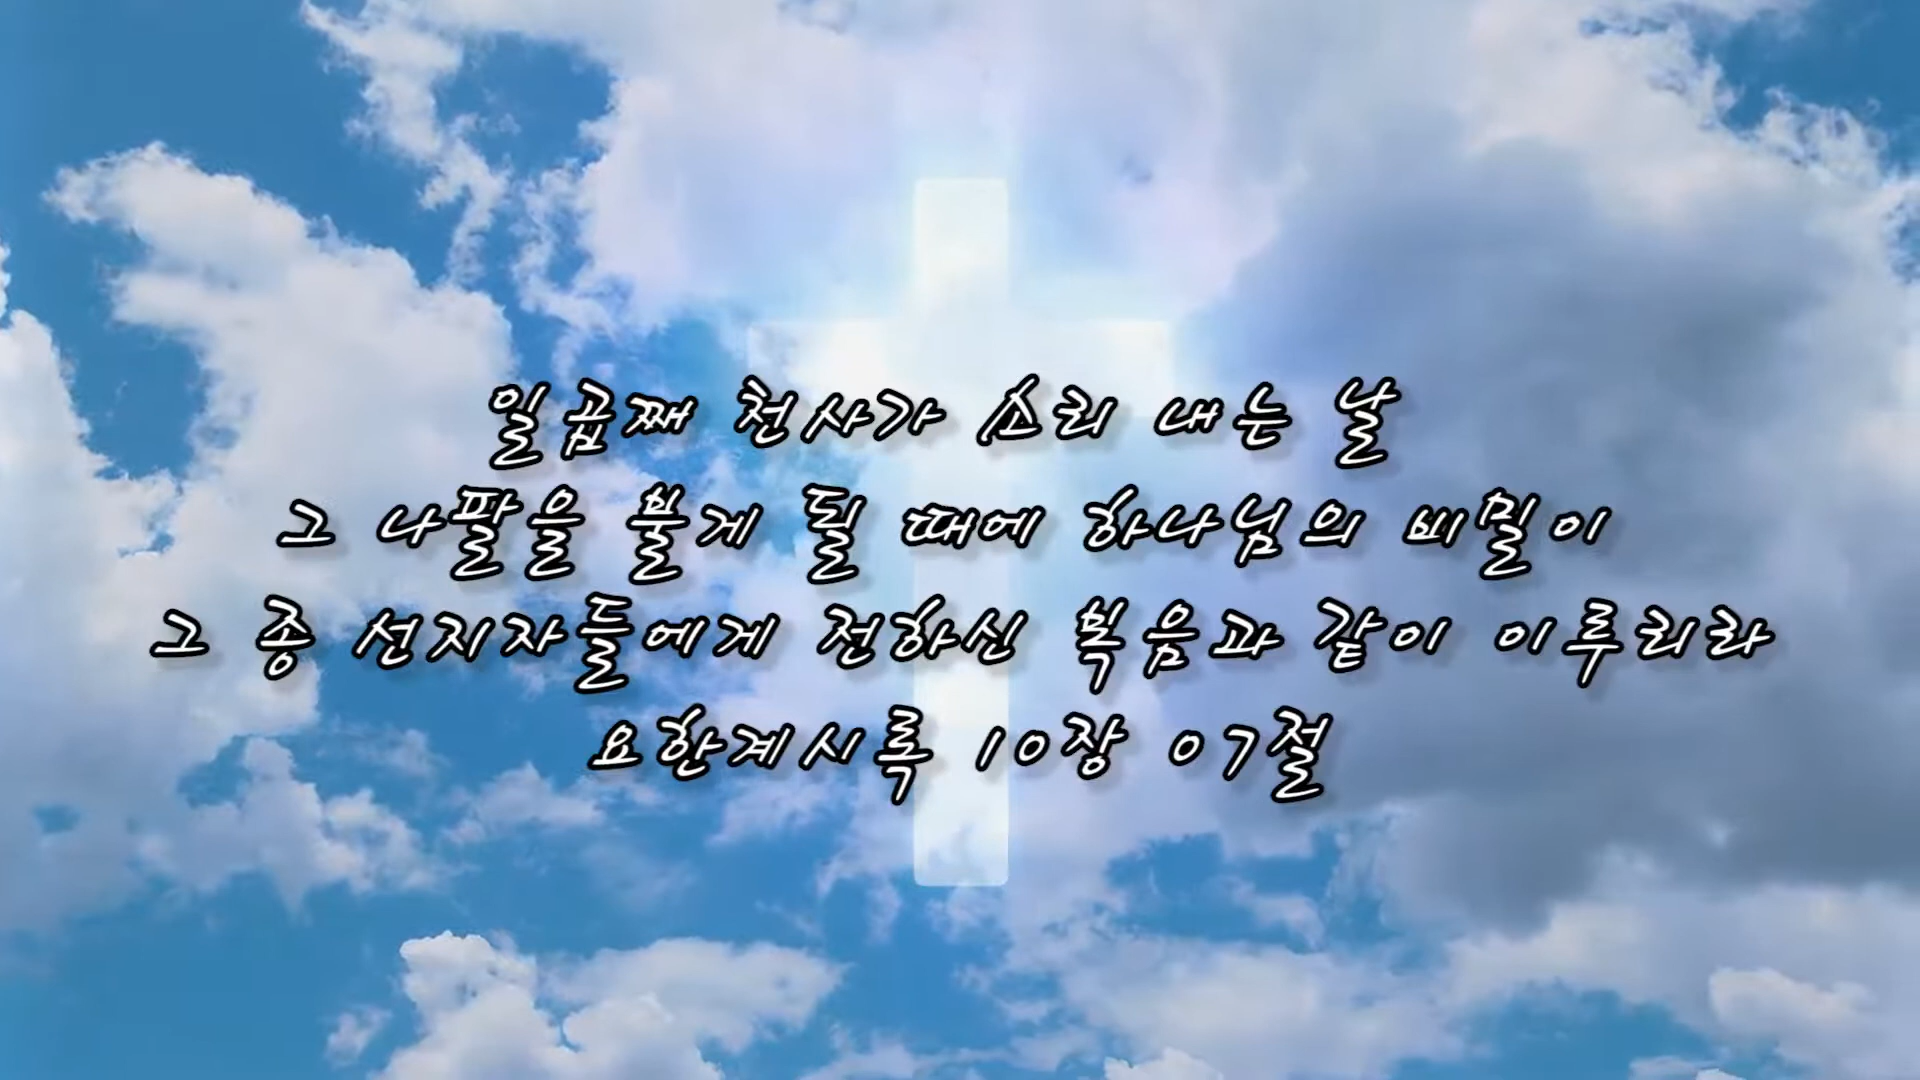 일곱째 천사가 소리 내는 날
그 나팔을 불게 될 때에 하나님의 비밀이
그 종 선지자들에게 전하신 복음과 같이 이루리라
요한계시록 10장 07절